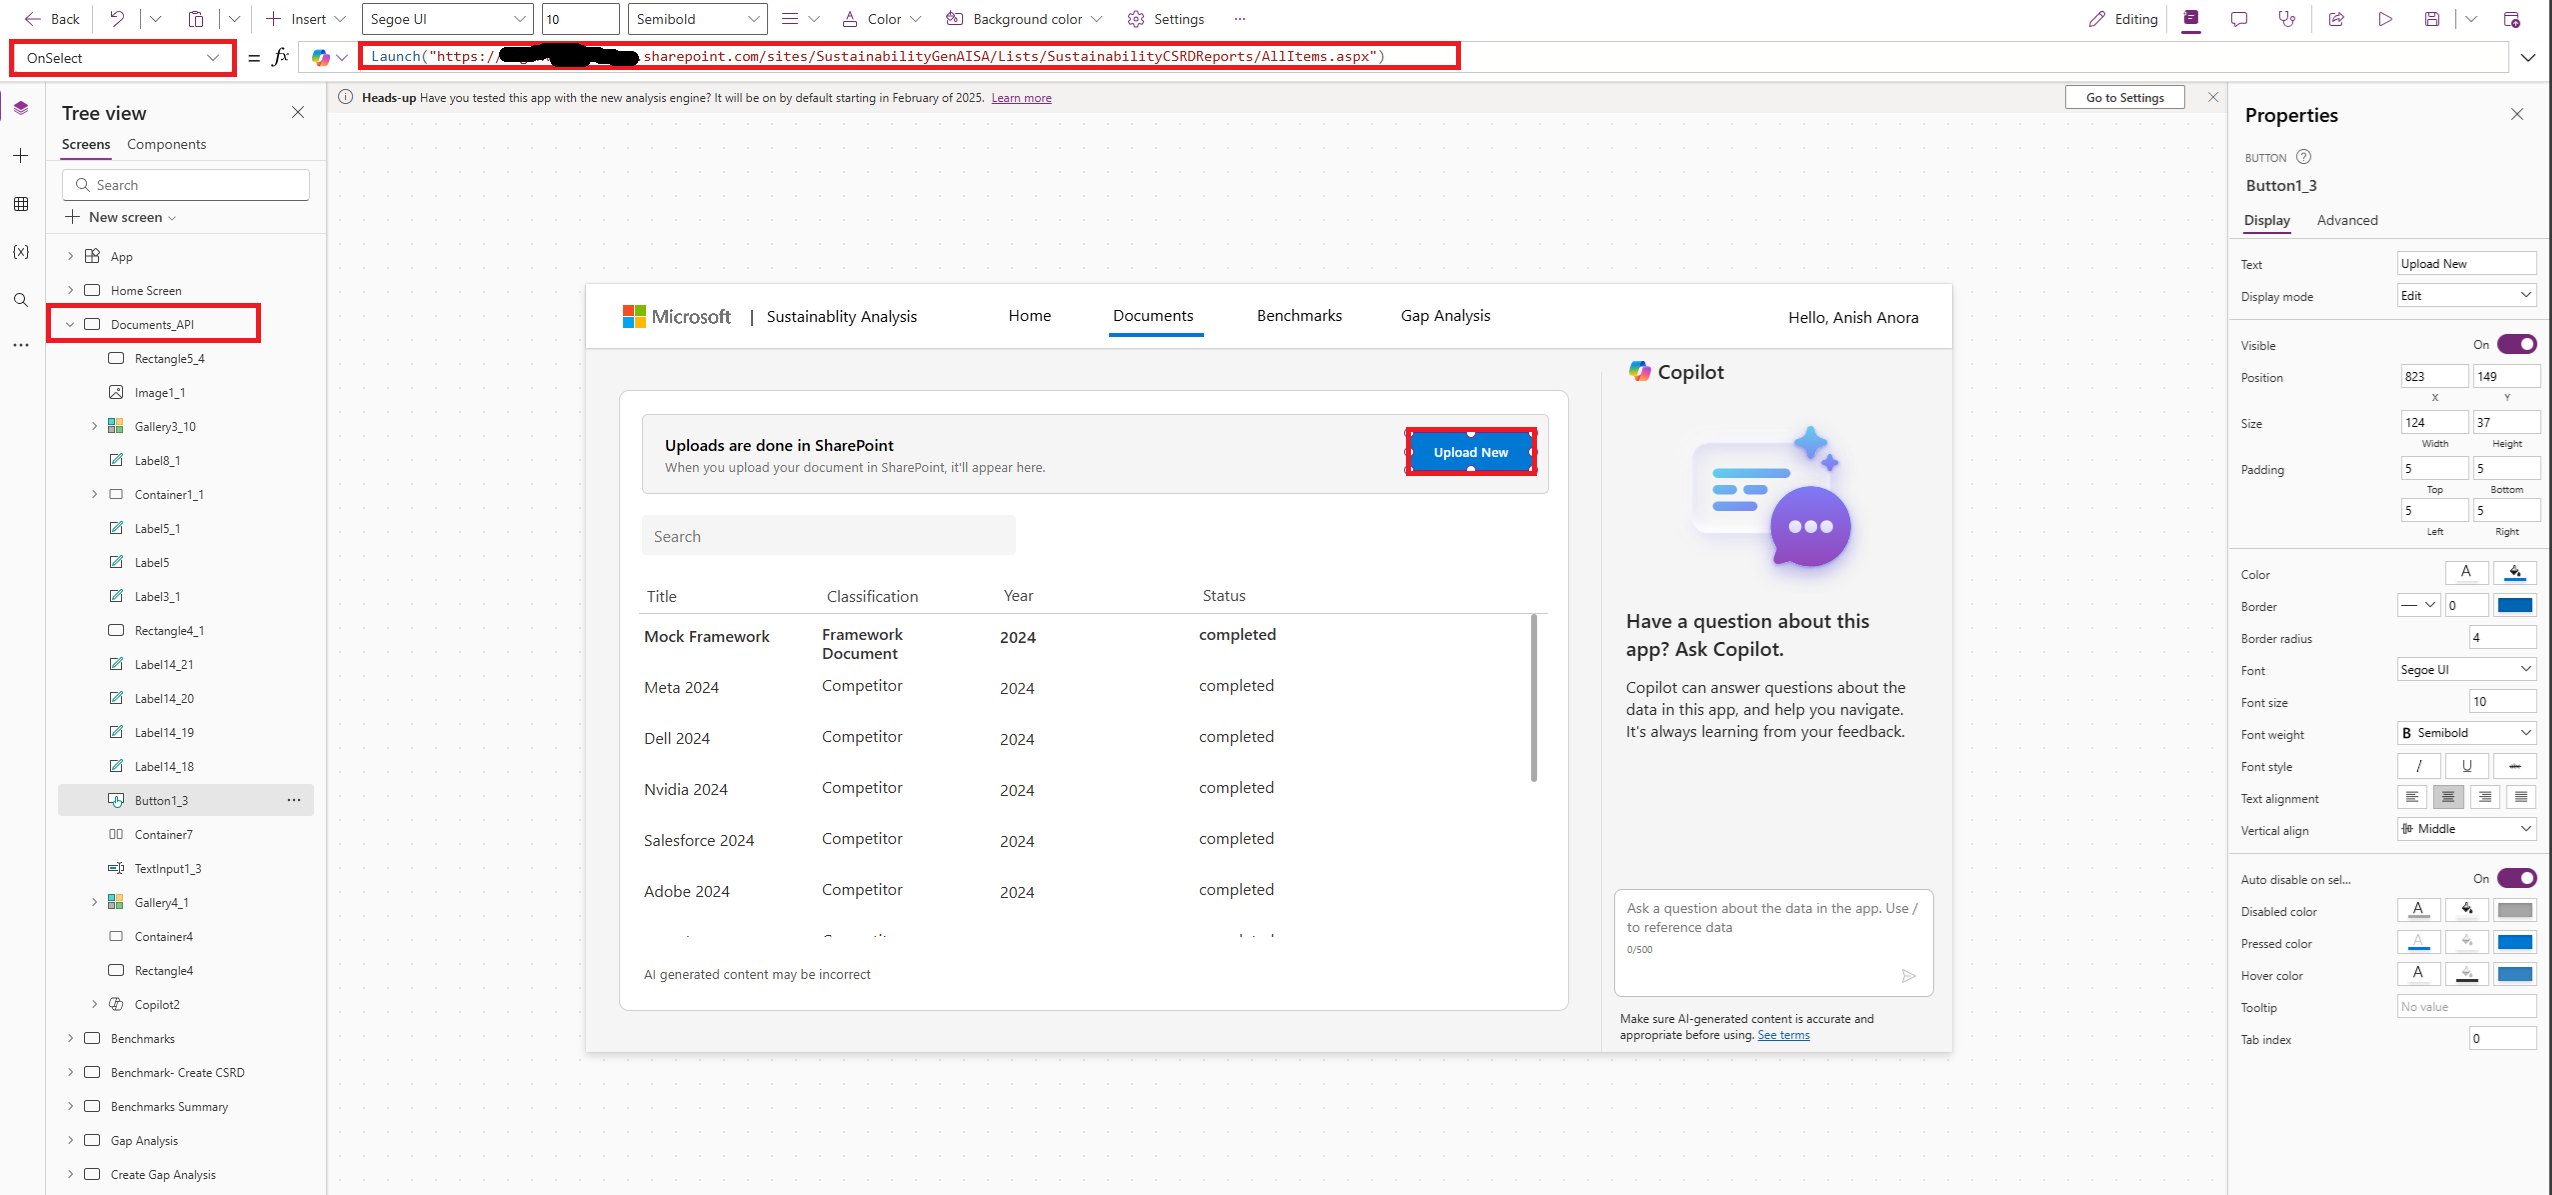 Back
Insert
Segoe UI
10
Semibold
Color
Background color
Settings
Editing
OnSelect
= fx
Launch("https://
.sharepoint.com/sites/SustainabilityGenAISA/Lists/SustainabilityCSRDReports/AllItems.aspx")
Tree view
Screens Components
Search
New screen
App
Home Screen
Documents_API
Rectangle5_4
Image1_1
Gallery3_10
Label8_1
Container1_1
Label5_1
Label5
Label3_1
Rectangle4_1
Label14_21
Label14_20
Label14_19
Label14_18
Button1_3
Container7
TextInput1_3
Gallery4_1
Container4
Rectangle4
Copilot2
Benchmarks
Benchmark- Create CSRD
Benchmarks Summary
Gap Analysis
Create Gap Analysis
Heads-up Have you tested this app with the new analysis engine? It will be on by default starting in February of 2025. Learn more
Go to Settings
Microsoft | Sustainablity Analysis
Home
Documents
Benchmarks
Gap Analysis
Hello, Anish Anora
Uploads are done in SharePoint
When you upload your document in SharePoint, it'll appear here.
Upload New
Search
Title Classification Year Status
Mock Framework Framework Document 2024 completed
Meta 2024 Competitor 2024 completed
Dell 2024 Competitor 2024 completed
Nvidia 2024 Competitor 2024 completed
Salesforce 2024 Competitor 2024 completed
Adobe 2024 Competitor 2024 completed
AI generated content may be incorrect
Copilot
Have a question about this
app? Ask Copilot.
Copilot can answer questions about the
data in this app, and help you navigate.
It's always learning from your feedback.
Ask a question about the data in the app. Use /
to reference data
0/500
Make sure AI-generated content is accurate and
appropriate before using. See terms
Properties
BUTTON
Button1_3
Display Advanced
Text Upload New
Display mode Edit
Visible On
Position 823 149
X Y
Size 124 37
Width Height
Padding 5 5
Top Bottom
5 5
Left Right
Color
Border 0
Border radius 4
Font Segoe UI
Font size 10
Font weight B Semibold
Font style / U abc
Text alignment
Vertical align Middle
Auto disable on sel... On
Disabled color
Pressed color
Hover color
Tooltip No value
Tab index 0